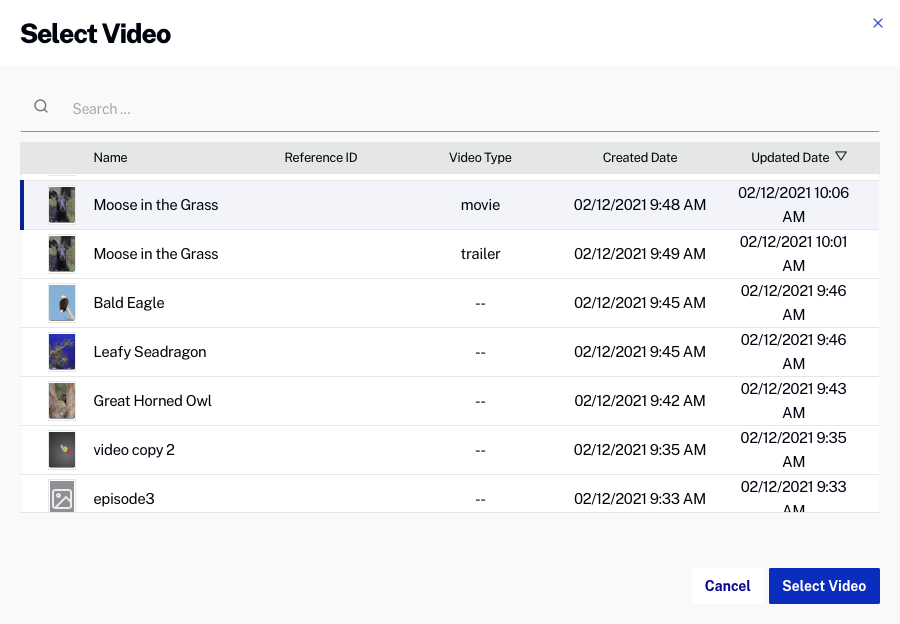 Select Video
Search ...
Name Reference ID Video Type Created Date Updated Date
Moose in the Grass movie 02/12/2021 9:48 AM 02/12/2021 10:06 AM
Moose in the Grass trailer 02/12/2021 9:49 AM 02/12/2021 10:01 AM
Bald Eagle -- 02/12/2021 9:45 AM 02/12/2021 9:46 AM
Leafy Seadragon -- 02/12/2021 9:45 AM 02/12/2021 9:46 AM
Great Horned Owl -- 02/12/2021 9:42 AM 02/12/2021 9:43 AM
video copy 2 -- 02/12/2021 9:35 AM 02/12/2021 9:35 AM
episode3 -- 02/12/2021 9:33 AM 02/12/2021 9:33 AM
Cancel Select Video